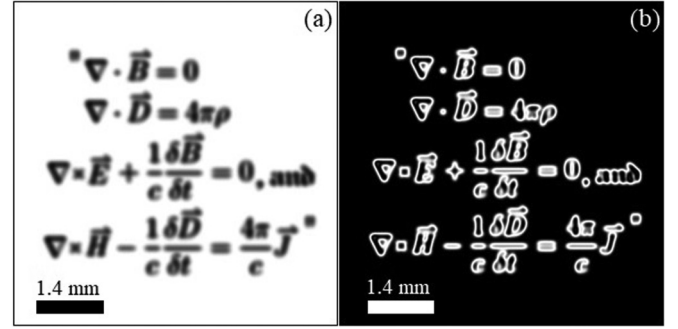 (a)
∇ · B⃗ = 0
∇ · D⃗ = 4πρ
∇ × E⃗ + 1/c δB⃗/δt = 0, and
∇ × H⃗ − 1/c δD⃗/δt = 4π/c J⃗
1.4 mm
(b)
∇ · B⃗ = 0
∇ · D⃗ = 4πρ
∇ × E⃗ + 1/c δB⃗/δt = 0, and
∇ × H⃗ − 1/c δD⃗/δt = 4π/c J⃗
1.4 mm